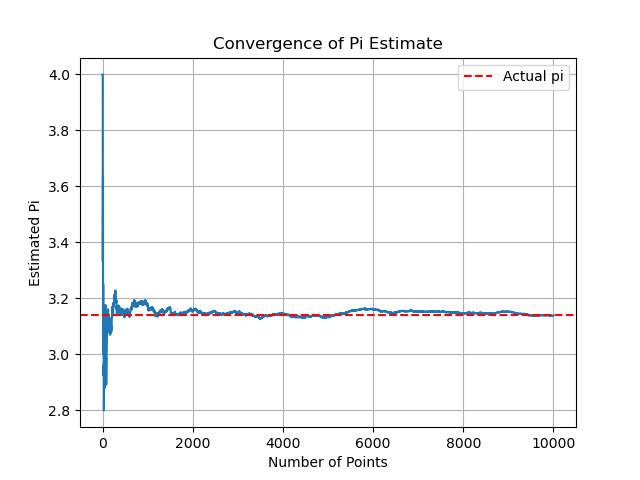 Convergence of Pi Estimate
Actual pi
Estimated Pi
4.0
3.8
3.6
3.4
3.2
3.0
2.8
0 2000 4000 6000 8000 10000
Number of Points